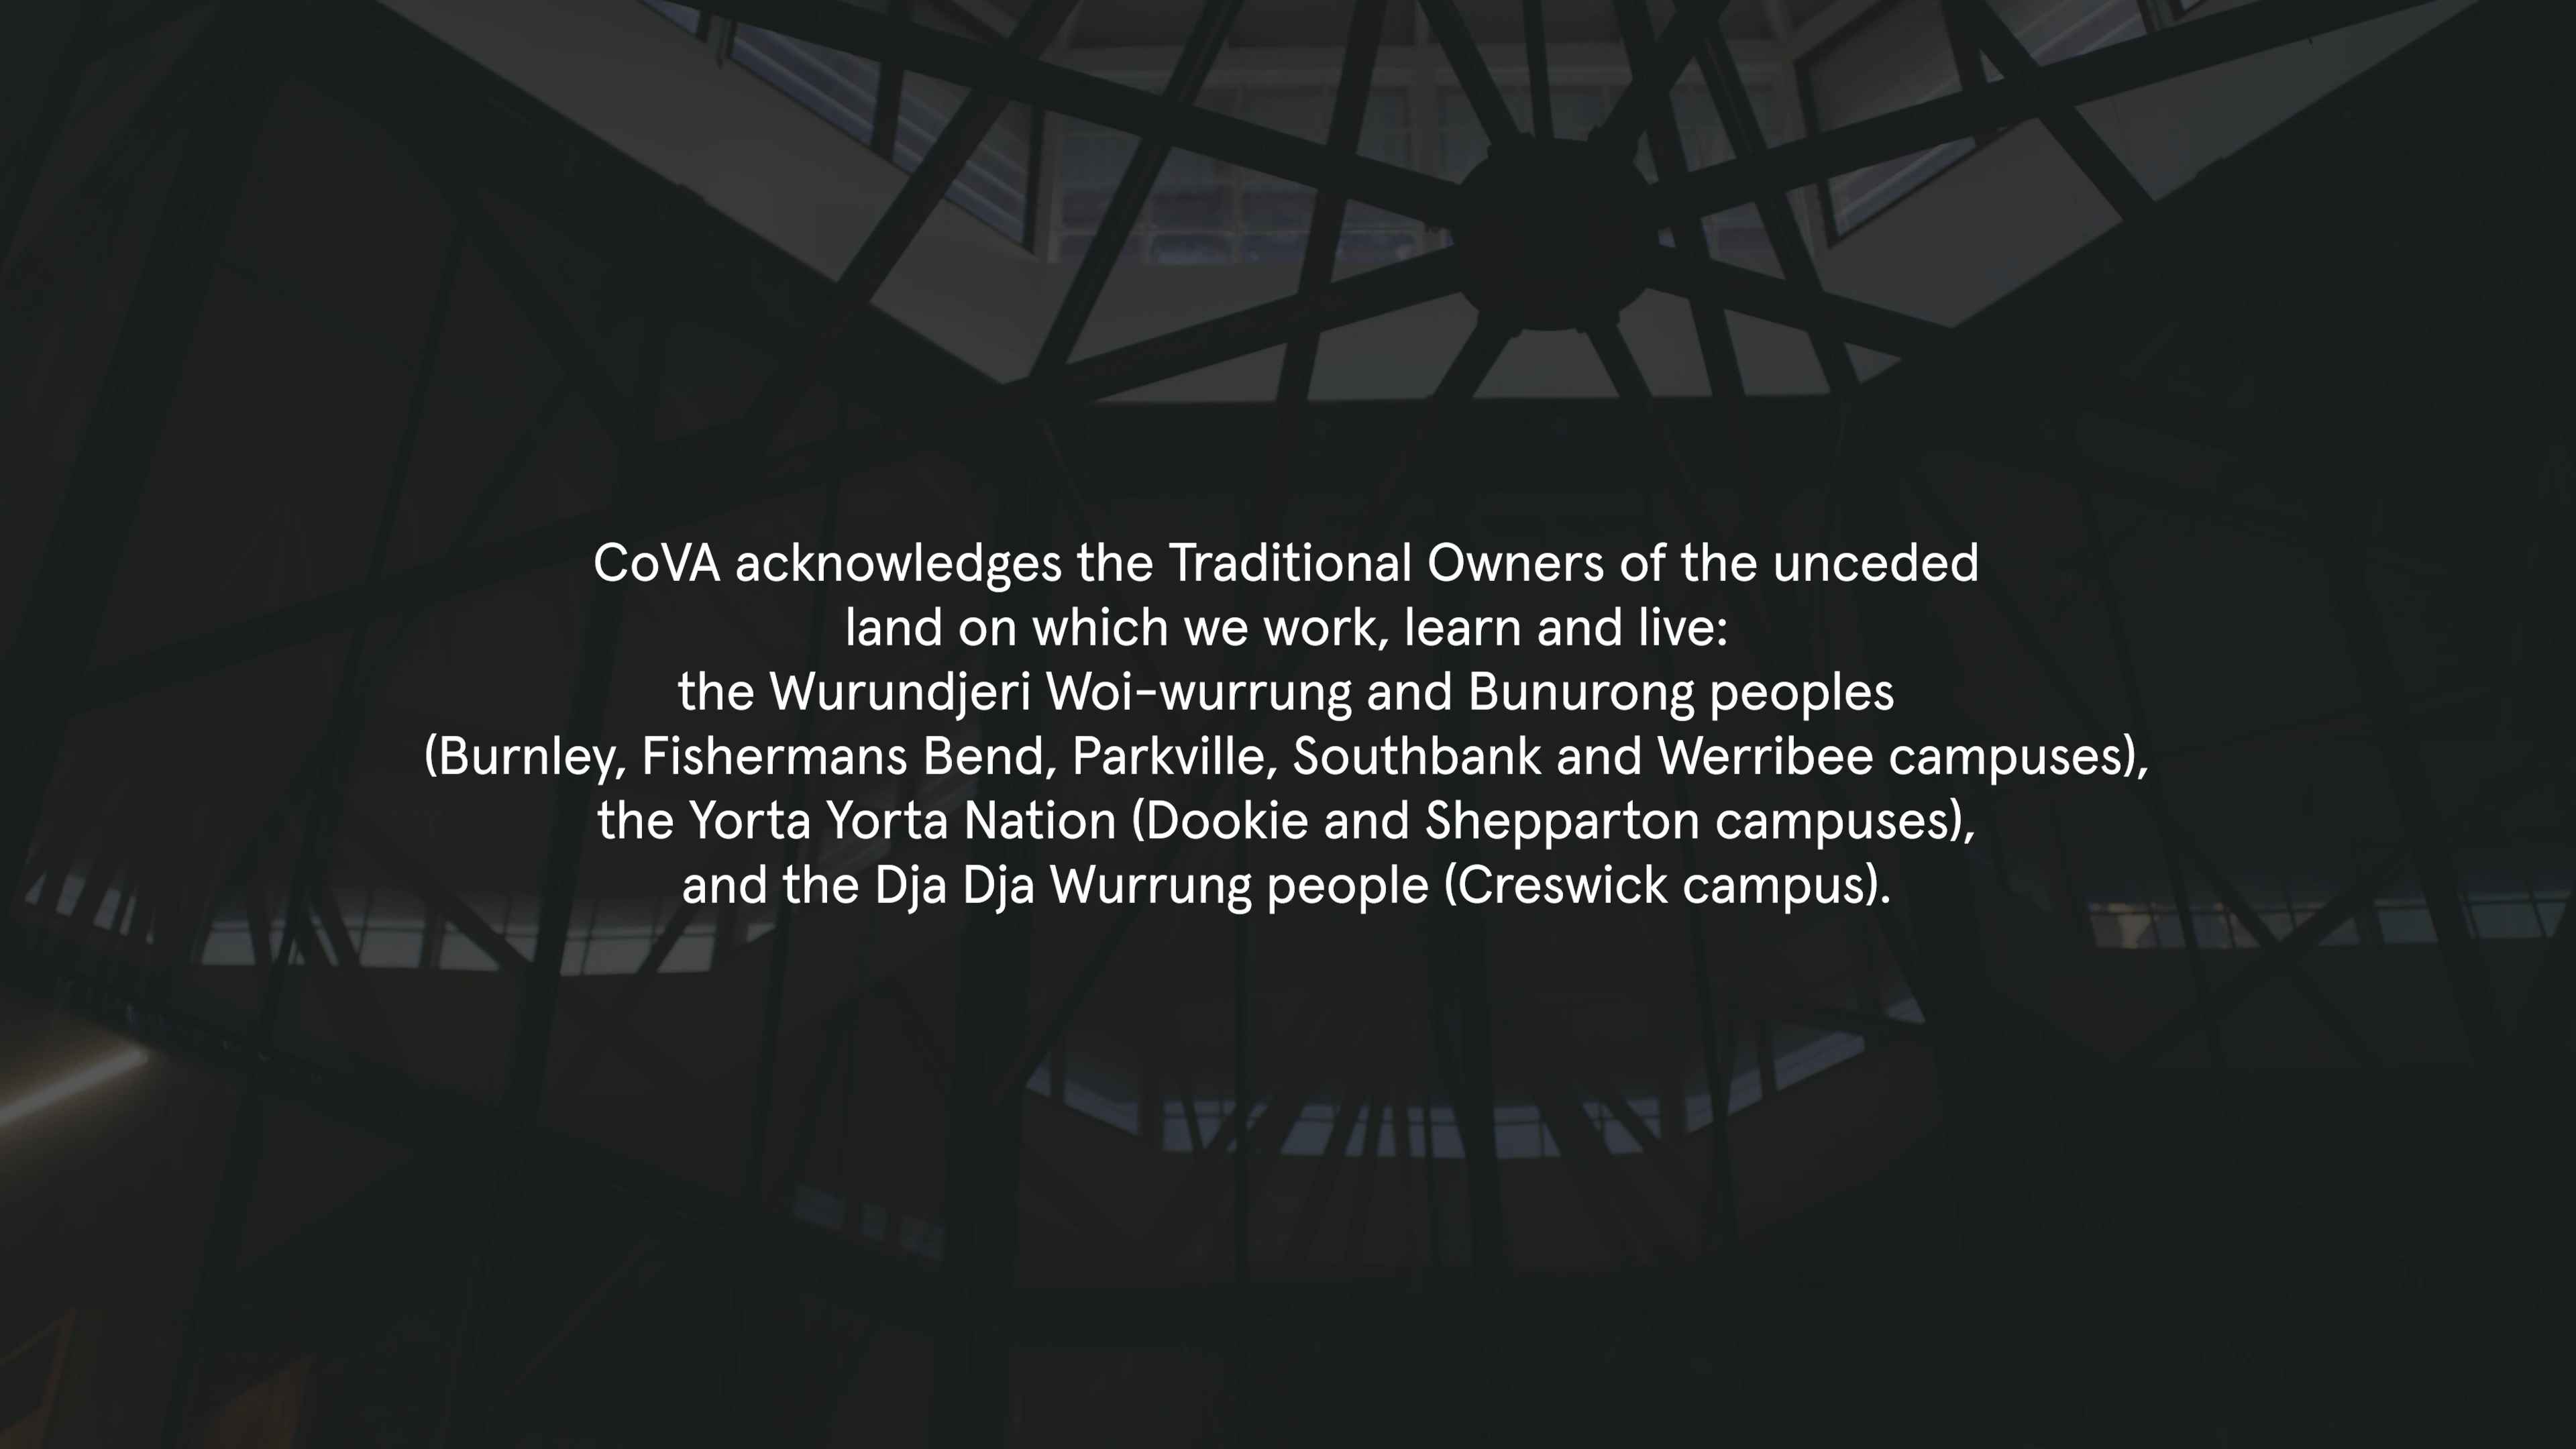 CoVA acknowledges the Traditional Owners of the unceded
land on which we work, learn and live:
the Wurundjeri Woi-wurrung and Bunurong peoples
(Burnley, Fishermans Bend, Parkville, Southbank and Werribee campuses),
the Yorta Yorta Nation (Dookie and Shepparton campuses),
and the Dja Dja Wurrung people (Creswick campus).